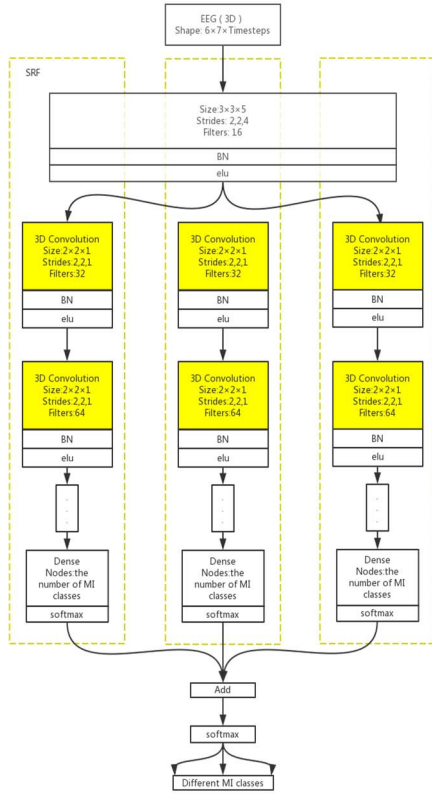 EEG ( 3D )
Shape: 6×7×Timesteps
SRF
Size:3×3×5
Strides: 2,2,4
Filters: 16
BN
elu
3D Convolution
Size:2×2×1
Strides:2,2,1
Filters:32
BN
elu
3D Convolution
Size:2×2×1
Strides:2,2,1
Filters:32
BN
elu
3D Convolution
Size:2×2×1
Strides:2,2,1
Filters:32
BN
elu
3D Convolution
Size:2×2×1
Strides:2,2,1
Filters:64
BN
elu
3D Convolution
Size:2×2×1
Strides:2,2,1
Filters:64
BN
elu
3D Convolution
Size:2×2×1
Strides:2,2,1
Filters:64
BN
elu
Dense
Nodes:the
number of MI
classes
softmax
Dense
Nodes:the
number of MI
classes
softmax
Dense
Nodes:the
number of MI
classes
softmax
Add
softmax
Different MI classes